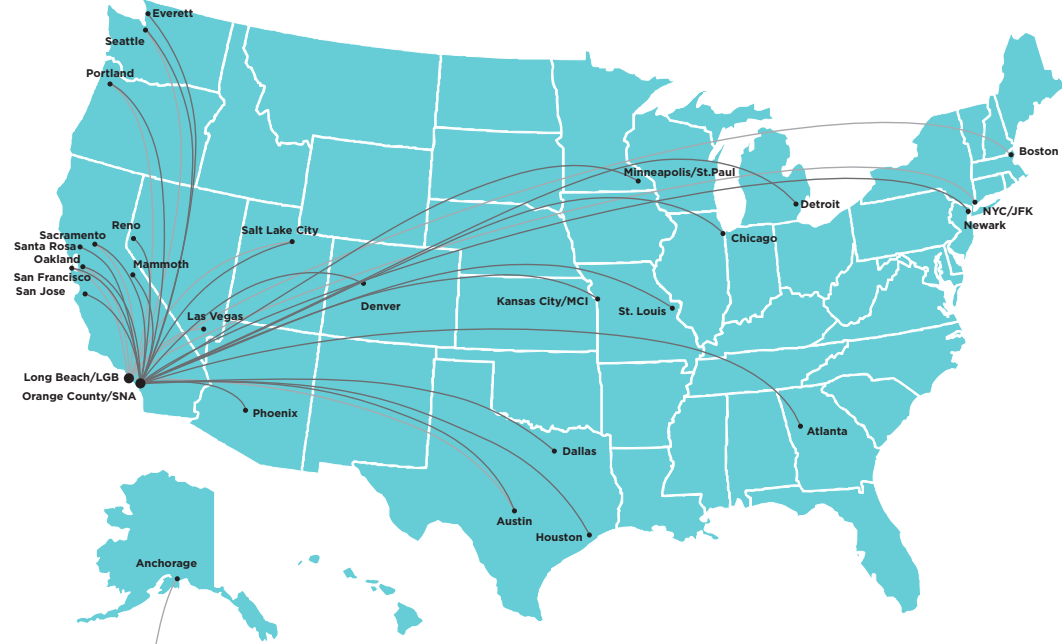 Everett
Seattle
Portland
Boston
Minneapolis/St.Paul
Detroit
NYC/JFK
Newark
Reno
Salt Lake City
Sacramento
Santa Rosa
Oakland
Chicago
Mammoth
San Francisco
San Jose
Kansas City/MCI
Denver
St. Louis
Las Vegas
Long Beach/LGB
Orange County/SNA
Phoenix
Atlanta
Dallas
Austin
Houston
Anchorage